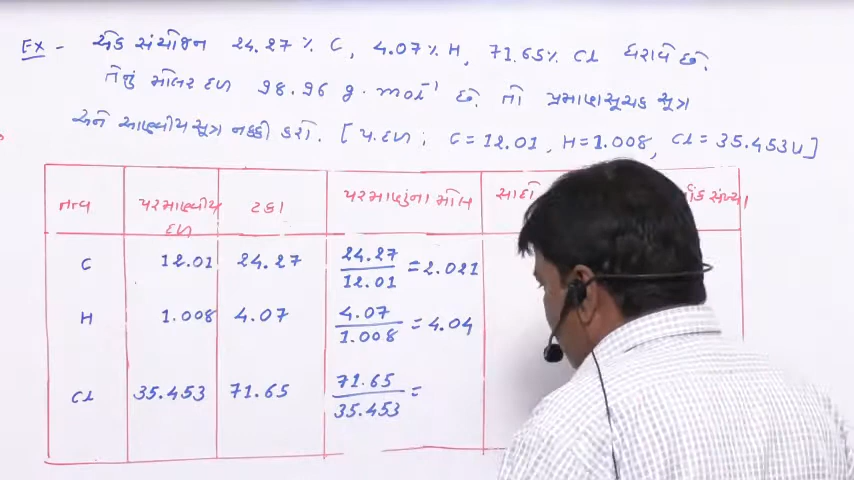 Ex - એક સંયોજન 24.27% C, 4.07% H, 71.65% Cl ધરાવે છે.
તેનું મોલર દળ 98.96 g.mol⁻¹ છે. તો પ્રમાણસૂચક સૂત્ર
અને આણ્વીય સૂત્ર નક્કી કરો. [પ.દળ ; C = 12.01, H = 1.008, Cl = 35.453u]
તત્વ પરમાણ્વીય દળ ટકા પરમાણુંના મોલ સાદો સંખ્યા
C 12.01 24.27 24.27/12.01 = 2.021
H 1.008 4.07 4.07/1.008 = 4.04
Cl 35.453 71.65 71.65/35.453 =